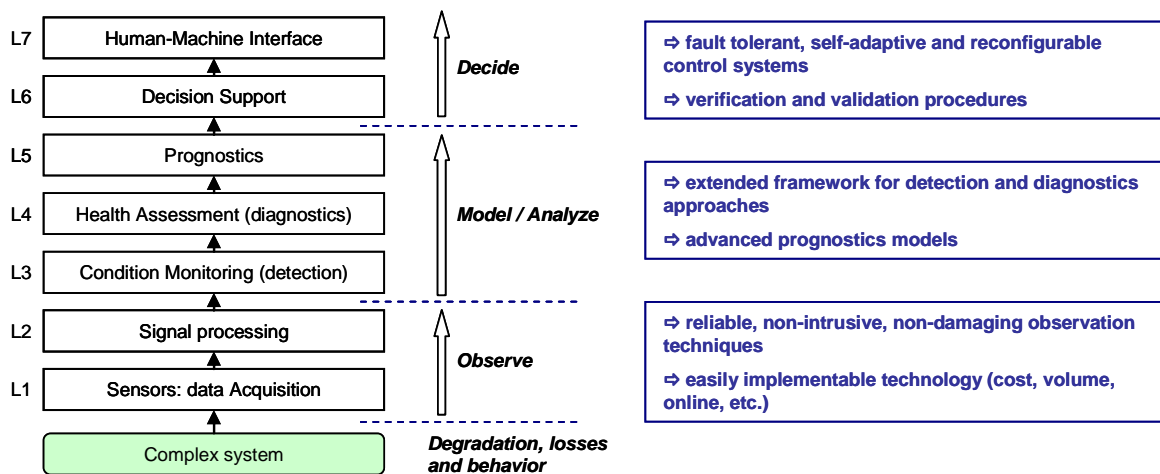 L7
Human-Machine Interface
L6
Decision Support
L5
Prognostics
L4
Health Assessment (diagnostics)
L3
Condition Monitoring (detection)
L2
Signal processing
L1
Sensors: data Acquisition
Complex system
Decide
Model / Analyze
Observe
Degradation, losses
and behavior
⇨ fault tolerant, self-adaptive and reconfigurable
control systems
⇨ verification and validation procedures
⇨ extended framework for detection and diagnostics
approaches
⇨ advanced prognostics models
⇨ reliable, non-intrusive, non-damaging observation
techniques
⇨ easily implementable technology (cost, volume,
online, etc.)